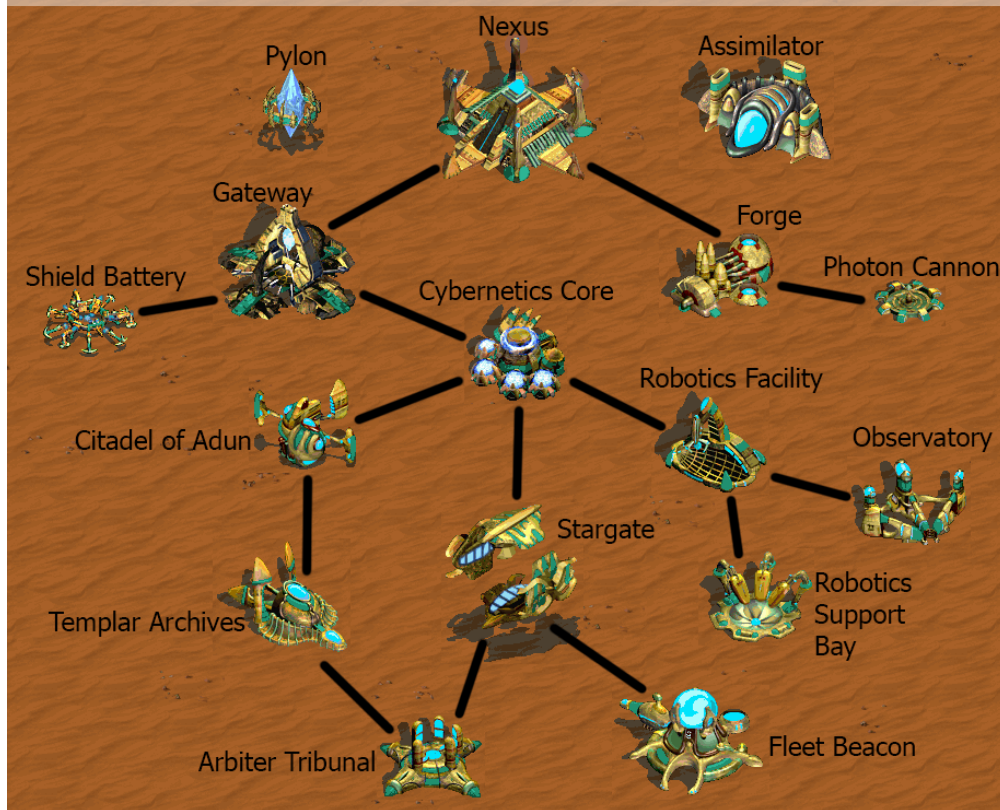 Nexus
Pylon
Assimilator
Gateway
Forge
Shield Battery
Photon Cannon
Cybernetics Core
Robotics Facility
Citadel of Adun
Observatory
Stargate
Templar Archives
Robotics
Support
Bay
Arbiter Tribunal
Fleet Beacon